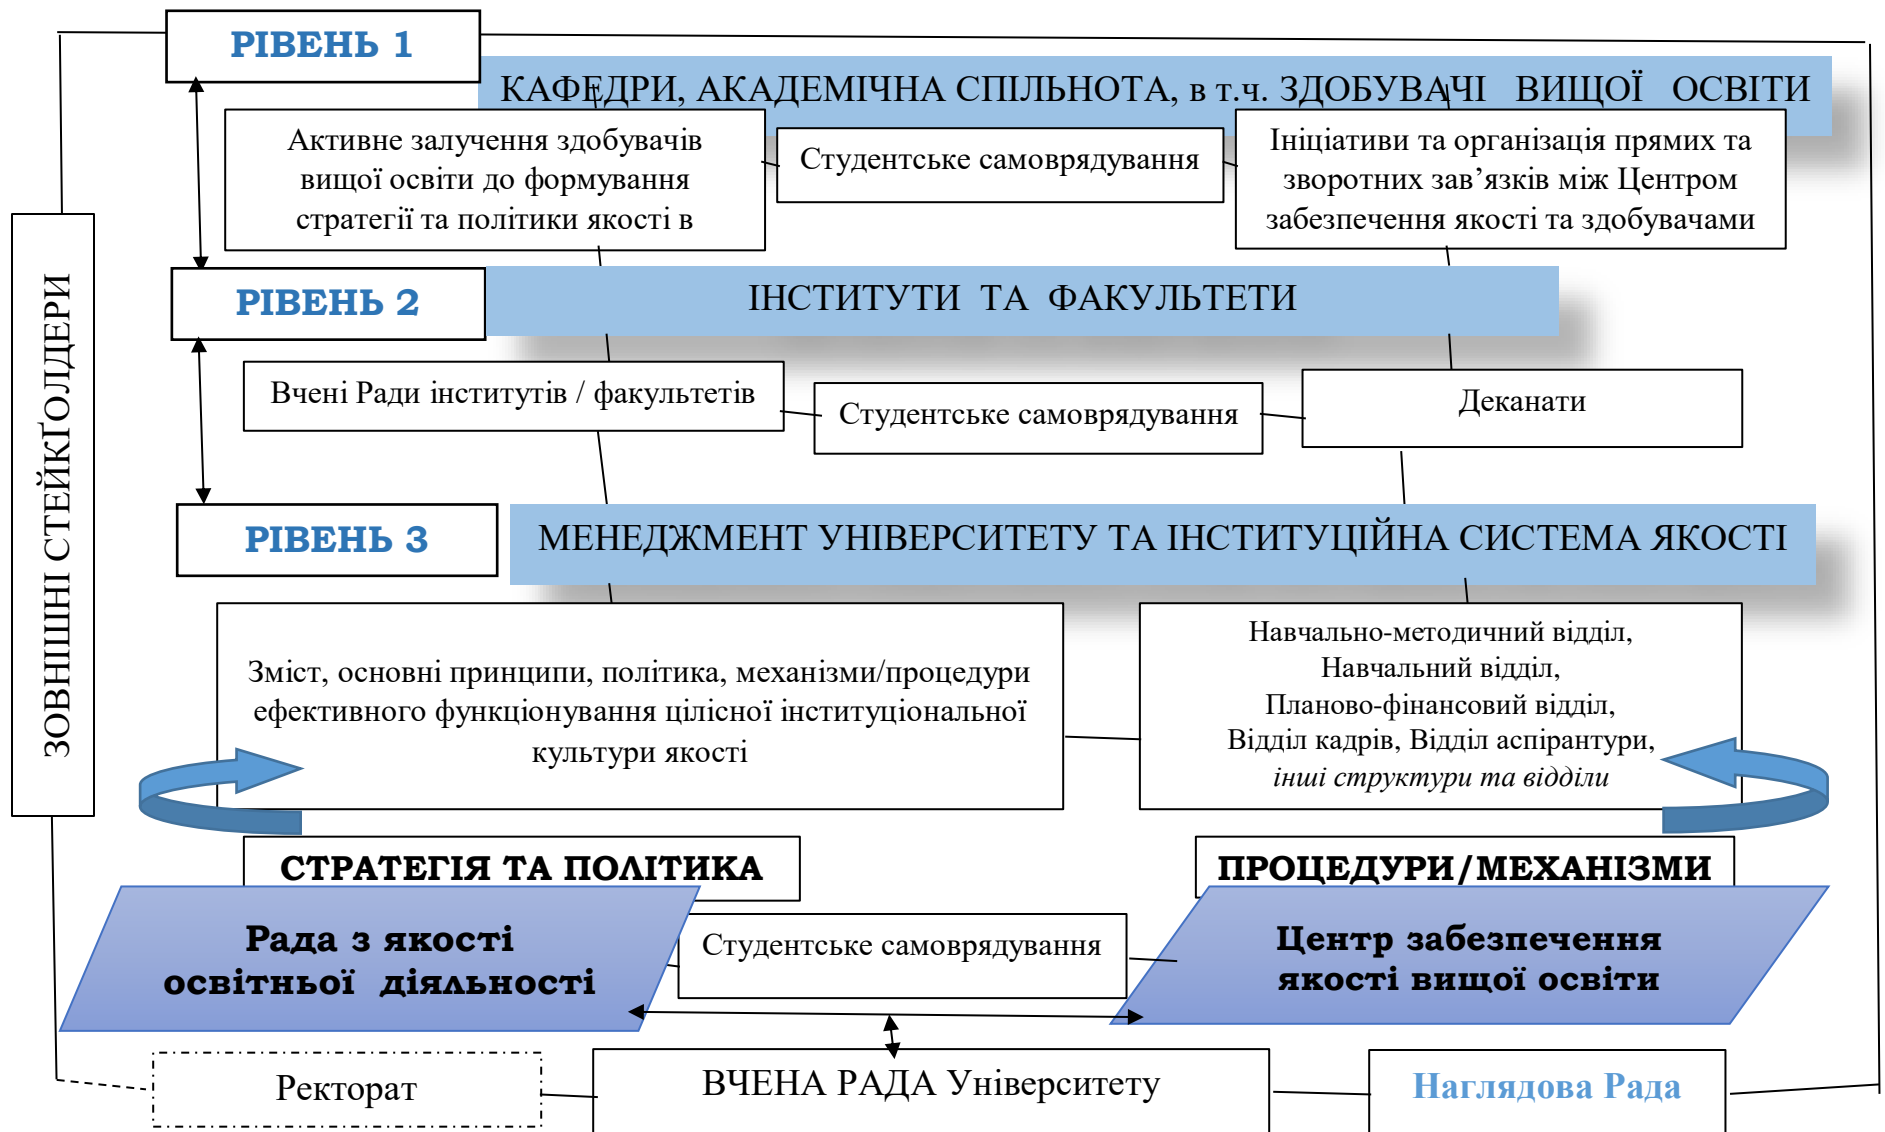 РІВЕНЬ 1
КАФЕДРИ, АКАДЕМІЧНА СПІЛЬНОТА, в т.ч. ЗДОБУВАЧІ ВИЩОЇ ОСВІТИ
Активне залучення здобувачів
вищої освіти до формування
стратегії та політики якості в
Студентське самоврядування
Ініціативи та організація прямих та
зворотних зав’язків між Центром
забезпечення якості та здобувачами
ЗОВНІШНІ СТЕЙКҐОЛДЕРИ
РІВЕНЬ 2
ІНСТИТУТИ ТА ФАКУЛЬТЕТИ
Вчені Ради інститутів / факультетів
Студентське самоврядування
Деканати
РІВЕНЬ 3
МЕНЕДЖМЕНТ УНІВЕРСИТЕТУ ТА ІНСТИТУЦІЙНА СИСТЕМА ЯКОСТІ
Зміст, основні принципи, політика, механізми/процедури
ефективного функціонування цілісної інституціональної
культури якості
Навчально-методичний відділ,
Навчальний відділ,
Планово-фінансовий відділ,
Відділ кадрів, Відділ аспірантури,
інші структури та відділи
СТРАТЕГІЯ ТА ПОЛІТИКА
ПРОЦЕДУРИ/МЕХАНІЗМИ
Рада з якості
освітньої діяльності
Студентське самоврядування
Центр забезпечення
якості вищої освіти
Ректорат
ВЧЕНА РАДА Університету
Наглядова Рада